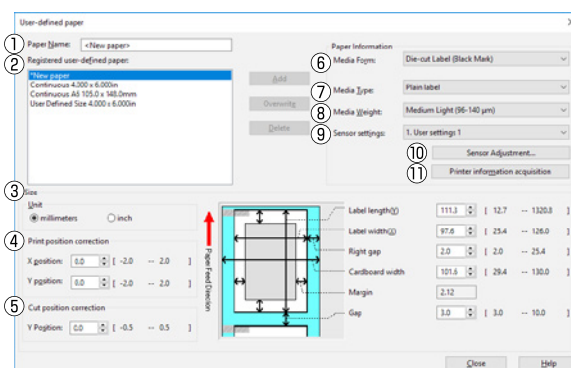 User-defined paper
① Paper Name: <New paper>
② Registered user-defined paper:
*New paper
Continuous 4.000 x 6.000in
Continuous A6 105.0 x 148.0mm
User Defined Size 4.000 x 6.000in
Add
Overwrite
Delete
Paper Information
⑥ Media Form: Die-cut Label (Black Mark)
⑦ Media Type: Plain label
⑧ Media Weight: Medium Light (96-140 μm)
⑨ Sensor settings: 1. User settings 1
⑩ Sensor Adjustment...
⑪ Printer information acquisition
③ Size
Unit
millimeters inch
④ Print position correction
X position: 0.0 [ -2.0 -- 2.0 ]
Y position: 0.0 [ -2.0 -- 2.0 ]
⑤ Cut position correction
Y Position: 0.0 [ -0.5 -- 0.5 ]
Paper Feed Direction
Label length(Y) 111.3 [ 12.7 -- 1320.8 ]
Label width(X) 97.6 [ 25.4 -- 126.0 ]
Right gap 2.0 [ 2.0 -- 25.4 ]
Cardboard width 101.6 [ 29.4 -- 130.0 ]
Margin 2.12
Gap 3.0 [ 3.0 -- 10.0 ]
Close Help